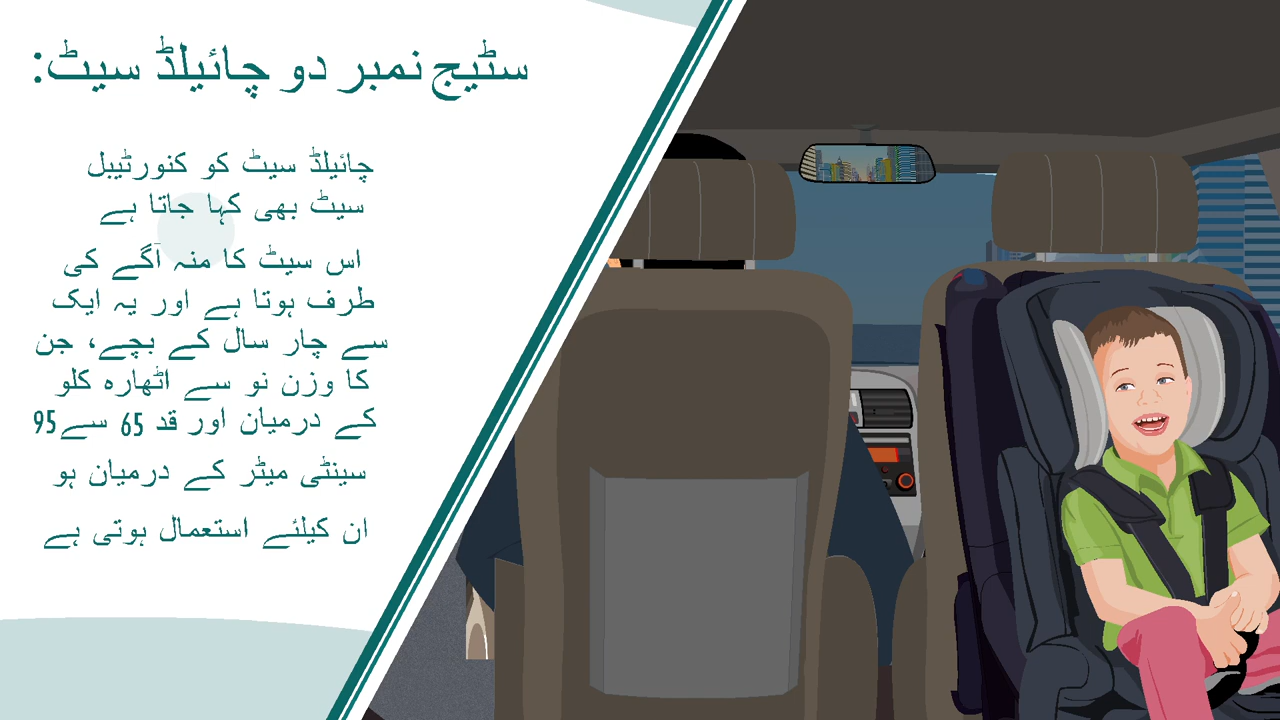 سٹیج نمبر دو چائیلڈ سیٹ:
چائیلڈ سیٹ کو کنورٹیبل
سیٹ بھی کہا جاتا ہے
اس سیٹ کا منہ آگے کی
طرف ہوتا ہے اور یہ ایک
سے چار سال کے بچے، جن
کا وزن نو سے اٹھارہ کلو
کے درمیان اور قد 65 سے95
سینٹی میٹر کے درمیان ہو
ان کیلئے استعمال ہوتی ہے